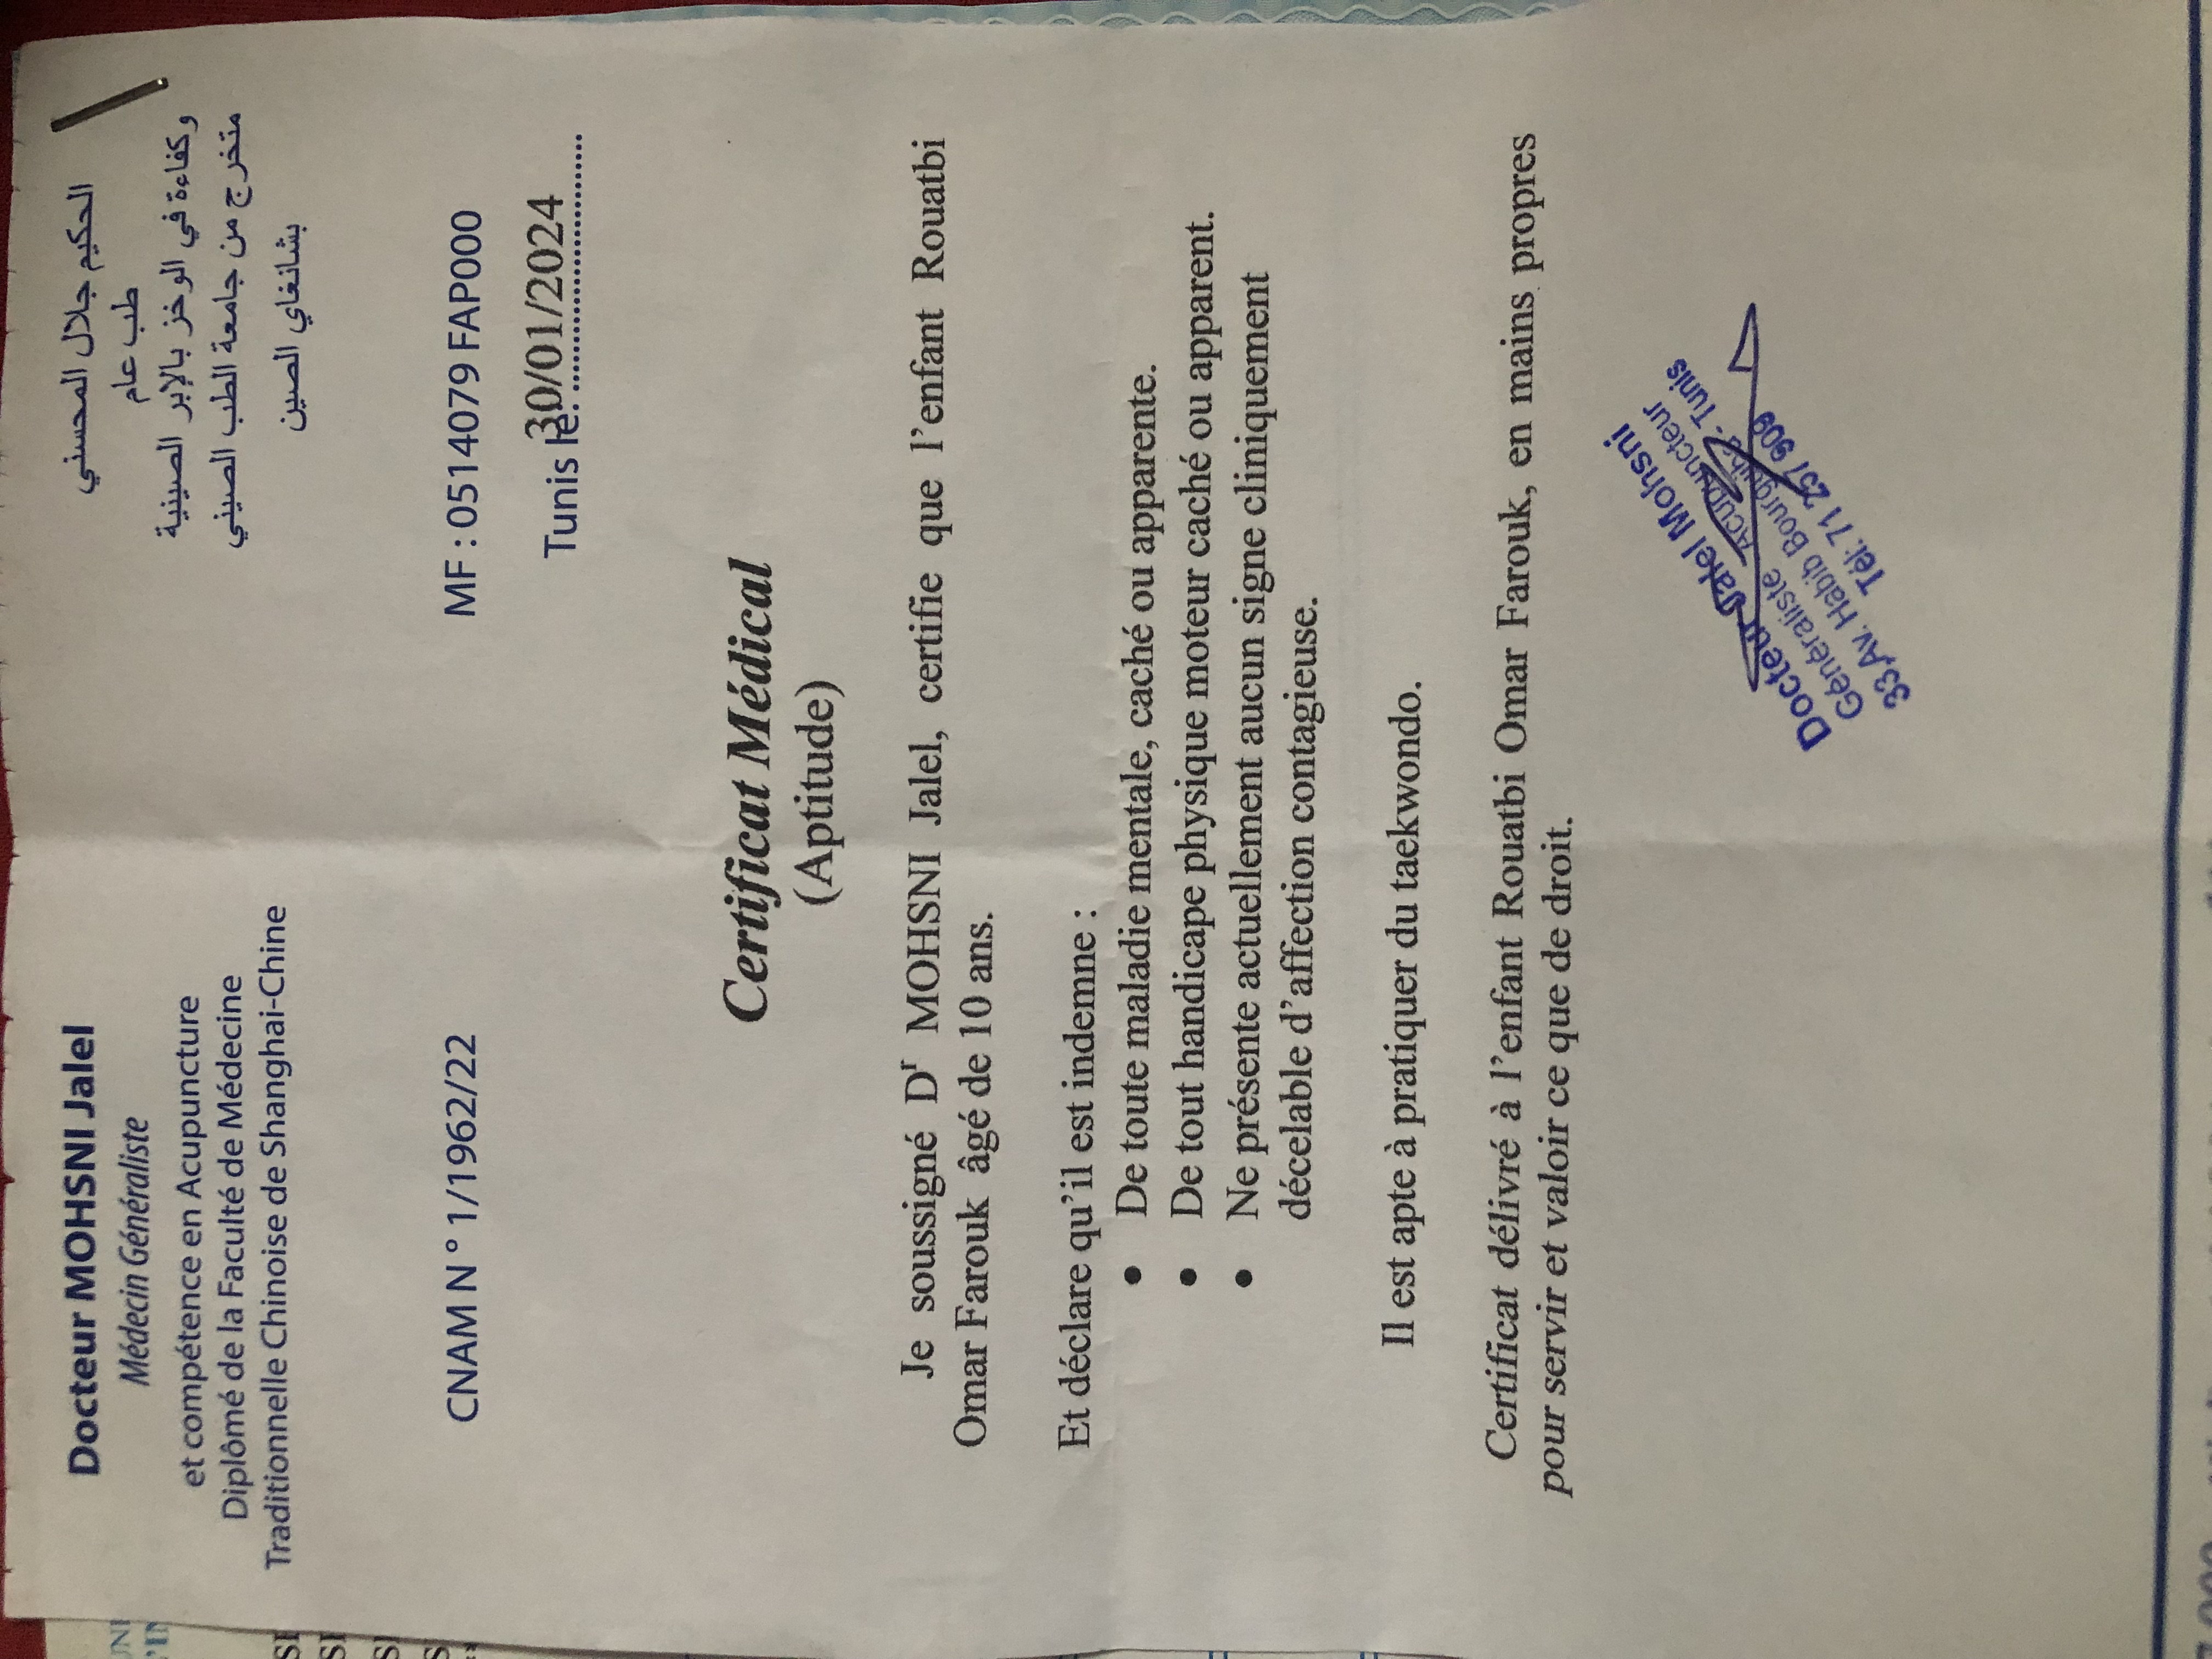 Docteur MOHSNI Jalel
Médecin Généraliste
et compétence en Acupuncture
Diplômé de la Faculté de Médecine
Traditionnelle Chinoise de Shanghai-Chine
الحكيم جلال المحسني
طب عام
وكفاءة في الوخز بالإبر الصينية
متخرج من جامعة الطب الصيني
بشانغاي الصين
CNAM N° 1/1962/22
MF : 0514079 FAP000
Tunis le: 30/01/2024
Certificat Médical
(Aptitude)
Je soussigné Dr MOHSNI Jalel, certifie que l'enfant Rouatbi
Omar Farouk âgé de 10 ans.
Et déclare qu'il est indemne :
• De toute maladie mentale, caché ou apparente.
• De tout handicape physique moteur caché ou apparent.
• Ne présente actuellement aucun signe cliniquement
décelable d'affection contagieuse.
Il est apte à pratiquer du taekwondo.
Certificat délivré à l'enfant Rouatbi Omar Farouk, en mains propres
pour servir et valoir ce que de droit.
Docteur Jalel Mohsni
Généraliste Acupuncteur
33, Av. Habib Bourguiba - Tunis
Tél: 71 257 909